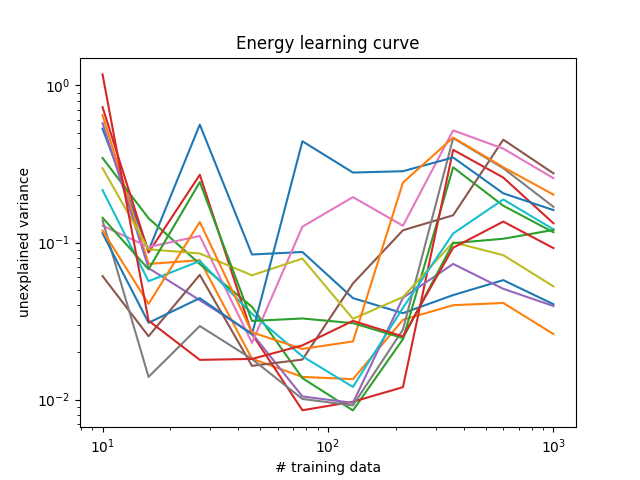 Energy learning curve
unexplained variance
10⁰
10⁻¹
10⁻²
10¹
10²
10³
# training data